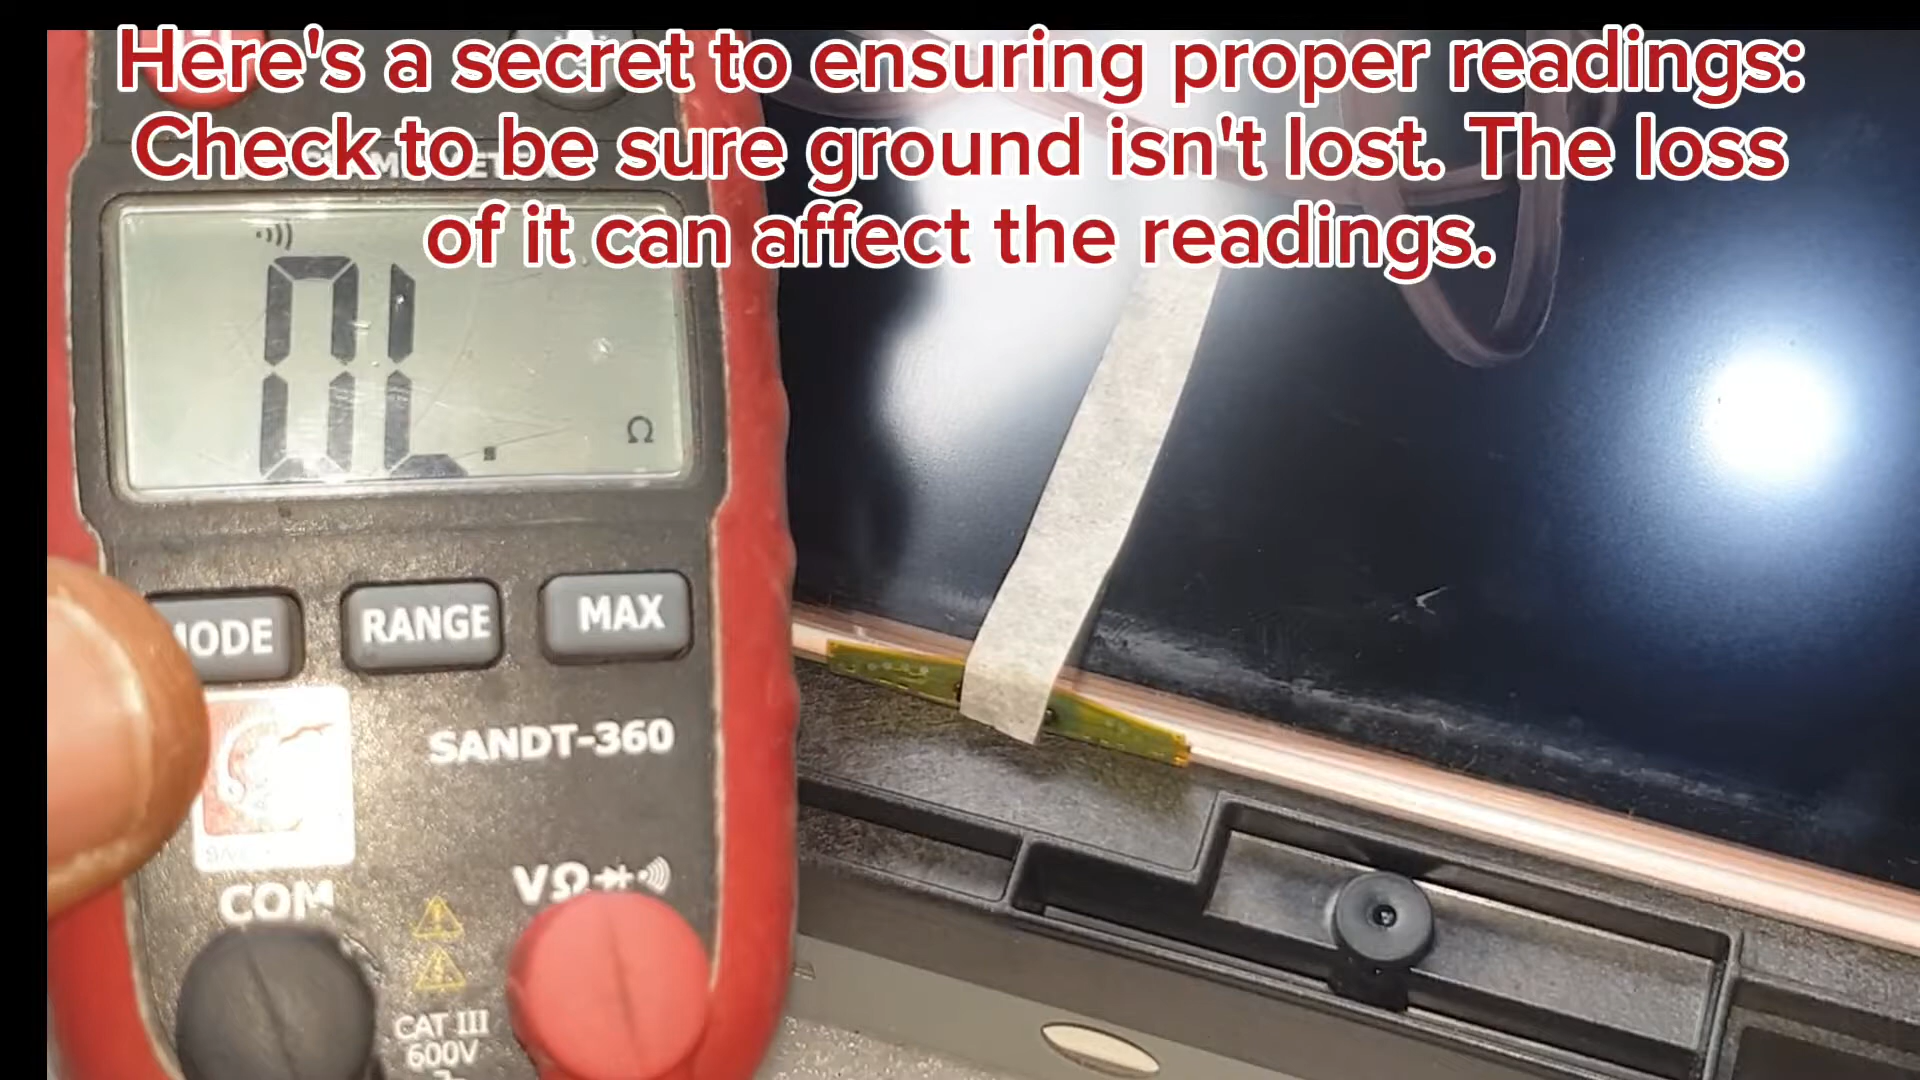 Here's a secret to ensuring proper readings:
Check to be sure ground isn't lost. The loss
of it can affect the readings.
OL.
Ω
MODE RANGE MAX
SANDT-360
COM
VΩ
CAT III
600V